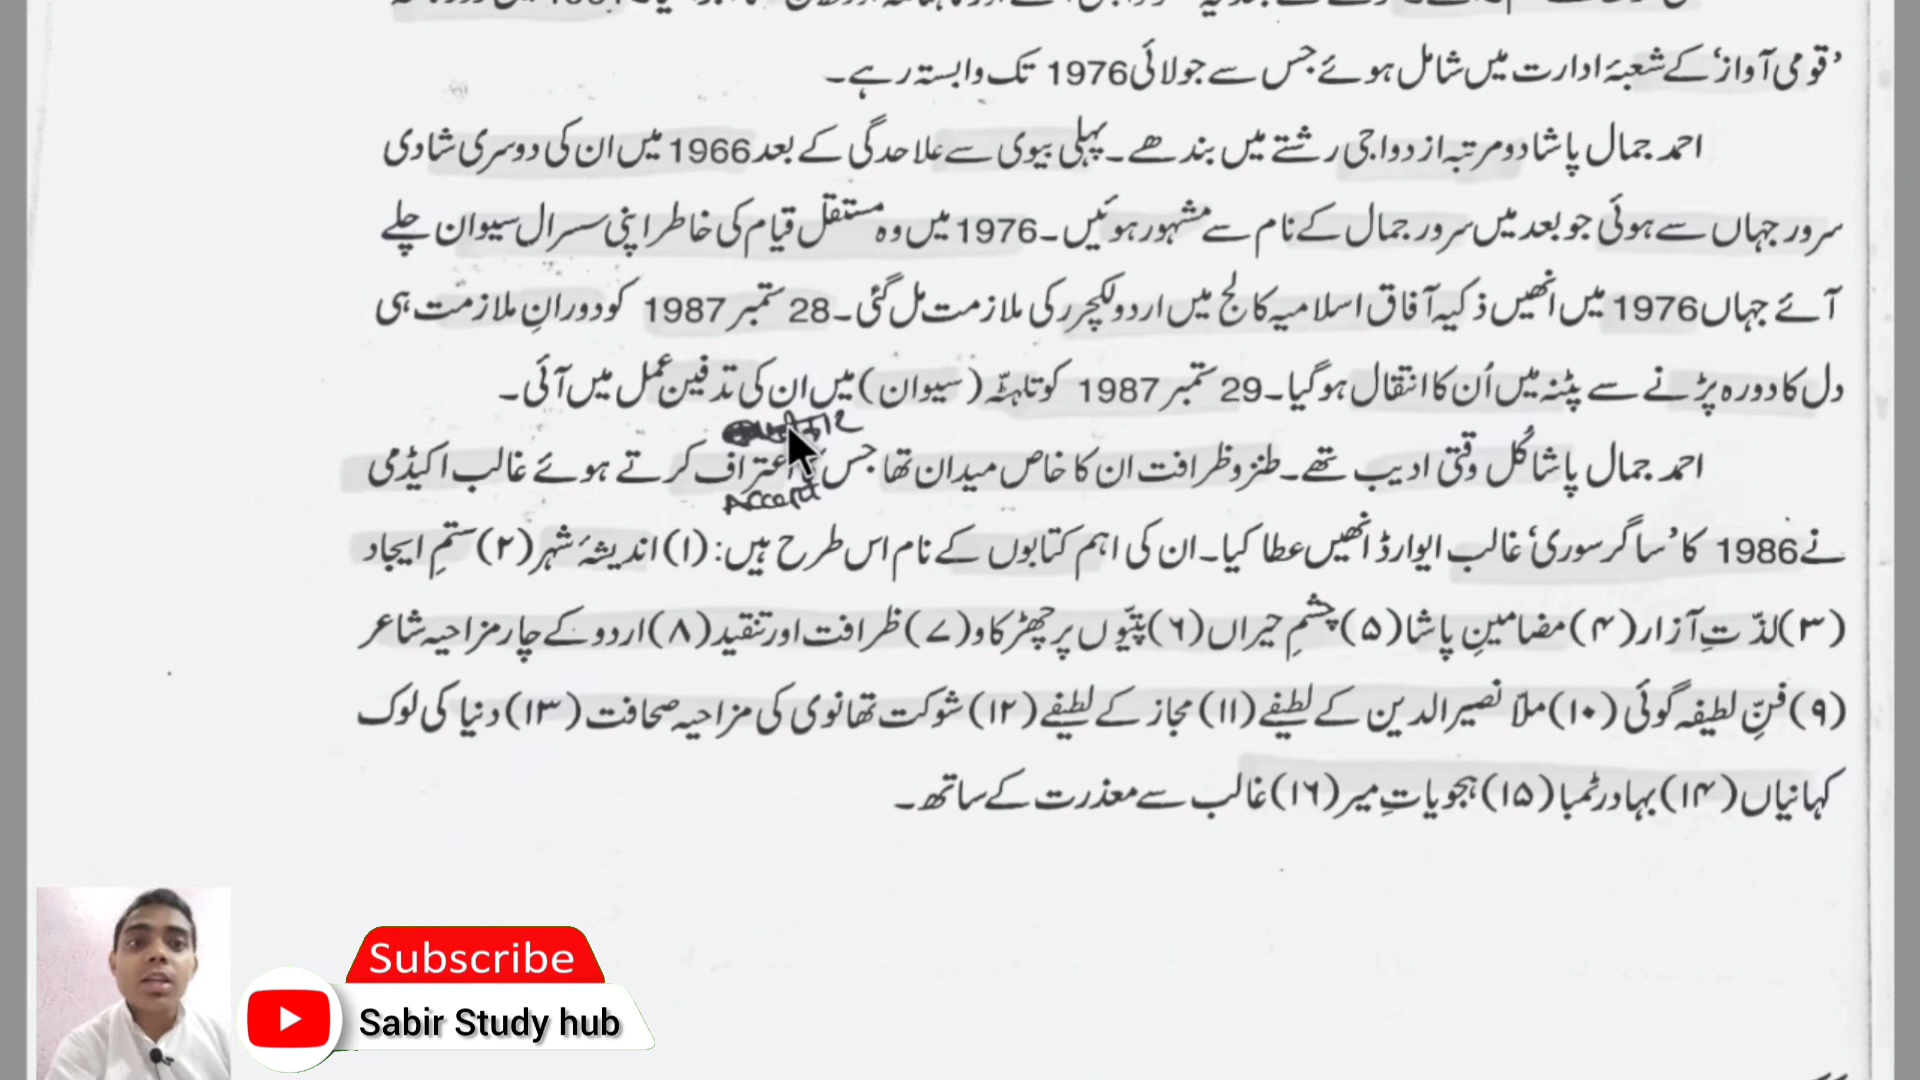 ’قومی آواز‘ کے شعبۂ ادارت میں شامل ہوئے جس سے جولائی 1976 تک وابستہ رہے۔
احمد جمال پاشا دو مرتبہ ازدواجی رشتے میں بندھے۔ پہلی بیوی سے علاحدگی کے بعد 1966 میں ان کی دوسری شادی
سرور جہاں سے ہوئی جو بعد میں سرور جمال کے نام سے مشہور ہوئیں۔ 1976 میں وہ مستقل قیام کی خاطر اپنی سسرال سیوان چلے
آئے جہاں 1976 میں انھیں ذکیہ آفاق اسلامیہ کالج میں اردو لکچرر کی ملازمت مل گئی۔ 28 ستمبر 1987 کو دورانِ ملازمت ہی
دل کا دورہ پڑنے سے پٹنہ میں اُن کا انتقال ہو گیا۔ 29 ستمبر 1987 کو تاہتہ (سیوان) میں ان کی تدفین عمل میں آئی۔
احمد جمال پاشا کُل وقتی ادیب تھے۔ طنز و ظرافت ان کا خاص میدان تھا جس اعتراف کرتے ہوئے غالب اکیڈمی
Accept
نے 1986 کا ’ساگر سوری‘ غالب ایوارڈ انھیں عطا کیا۔ ان کی اہم کتابوں کے نام اس طرح ہیں: (۱) اندیشۂ شہر (۲) ستمِ ایجاد
(۳) لذّتِ آزار (۴) مضامینِ پاشا (۵) چشمِ حیراں (۶) پتیّوں پر چھڑکاو (۷) ظرافت اور تنقید (۸) اردو کے چار مزاحیہ شاعر
(۹) فنِّ لطیفہ گوئی (۱۰) ملاّ نصیر الدین کے لطیفے (۱۱) مجاز کے لطیفے (۱۲) شوکت تھانوی کی مزاحیہ صحافت (۱۳) دنیا کی لوک
کہانیاں (۱۴) بہادر ٹمبا (۱۵) ہجویاتِ میر (۱۶) غالب سے معذرت کے ساتھ۔
Subscribe
Sabir Study hub